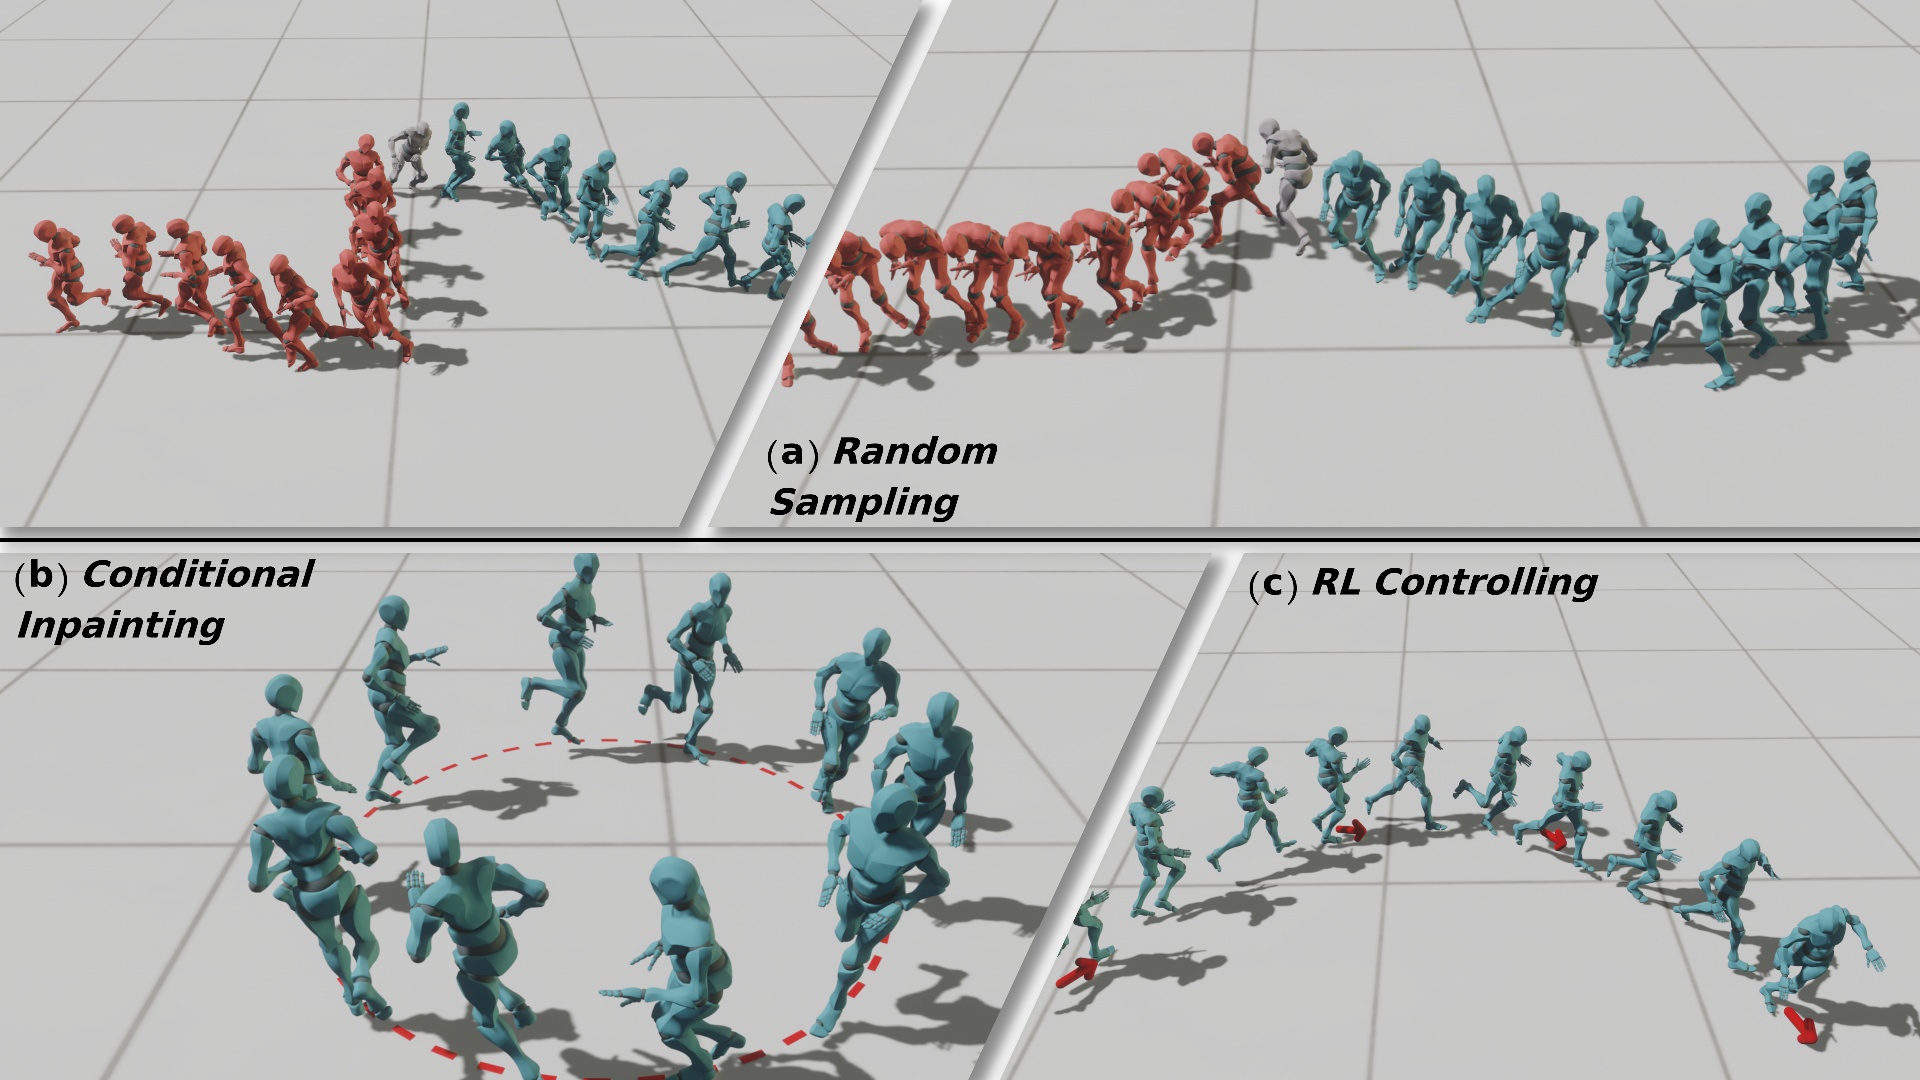 (a) Random
Sampling
(b) Conditional
Inpainting
(c) RL Controlling